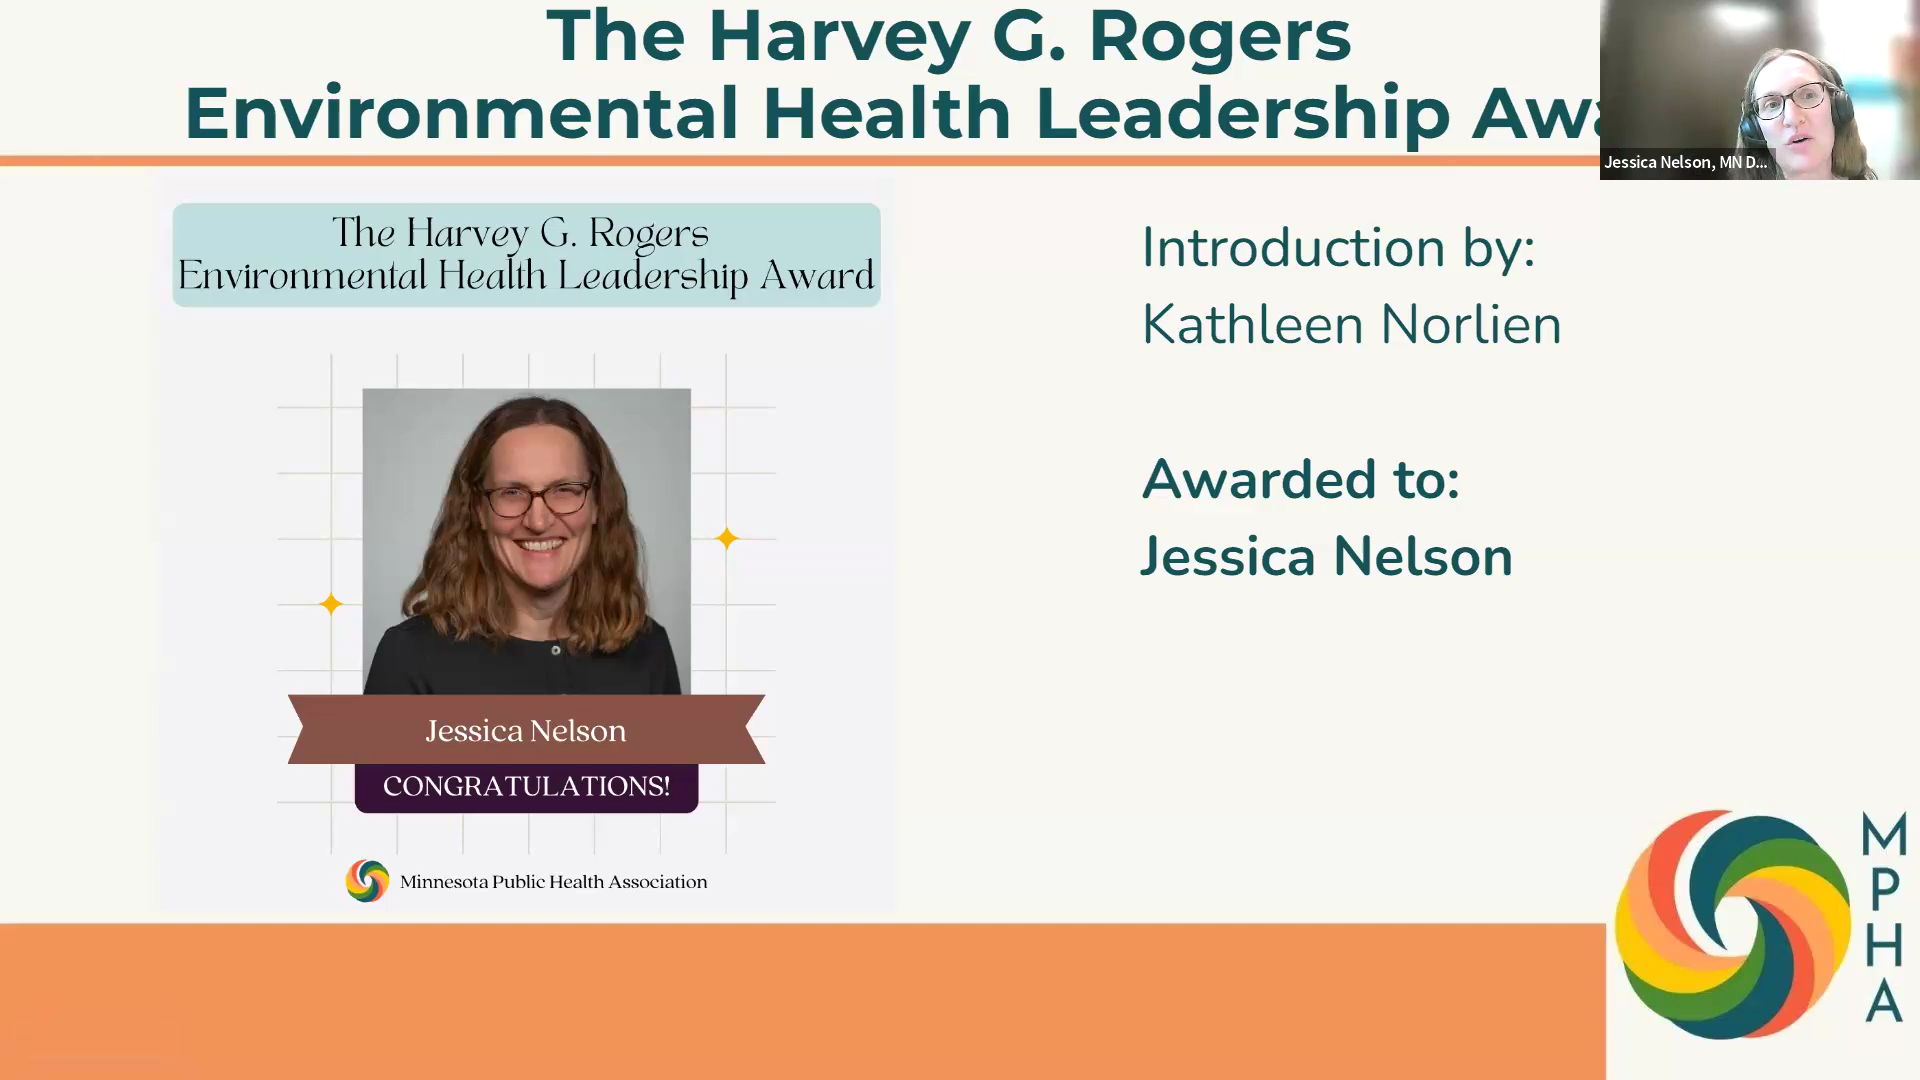 The Harvey G. Rogers
Environmental Health Leadership Awa
Jessica Nelson, MN D...
The Harvey G. Rogers
Environmental Health Leadership Award
Introduction by:
Kathleen Norlien
Awarded to:
Jessica Nelson
Jessica Nelson
CONGRATULATIONS!
Minnesota Public Health Association
MPHA